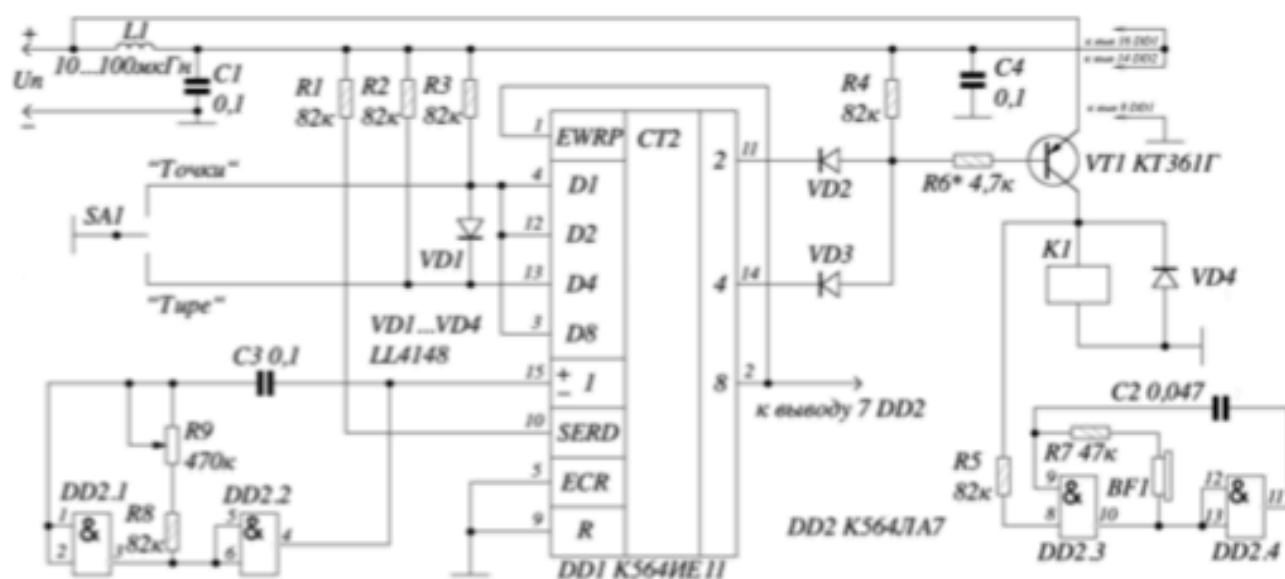 +
L1
10...100мкГн
Uп
−
C1
0,1
R1
82к
R2
82к
R3
82к
R4
82к
C4
0,1
к выв 16 DD1
к выв 14 DD2
к выв 8 DD1
VT1 КТ361Г
"Точки"
SA1
"Тире"
VD1
VD1...VD4
LL4148
1 EWRP CT2
4 D1 2 11
12 D2
13 D4 4 14
3 D8
15 + − 1 8 2
10 SERD
5 ECR
9 R
DD1 К564ИЕ11
VD2
VD3
R6* 4,7к
K1
VD4
к выводу 7 DD2
C3 0,1
R9
470к
DD2.1
1 & 3
2
R8
82к
DD2.2
5 & 4
6
C2 0,047
R5
82к
R7 47к
BF1
9 & 10
8
DD2.3
12 & 11
13
DD2.4
DD2 К564ЛА7